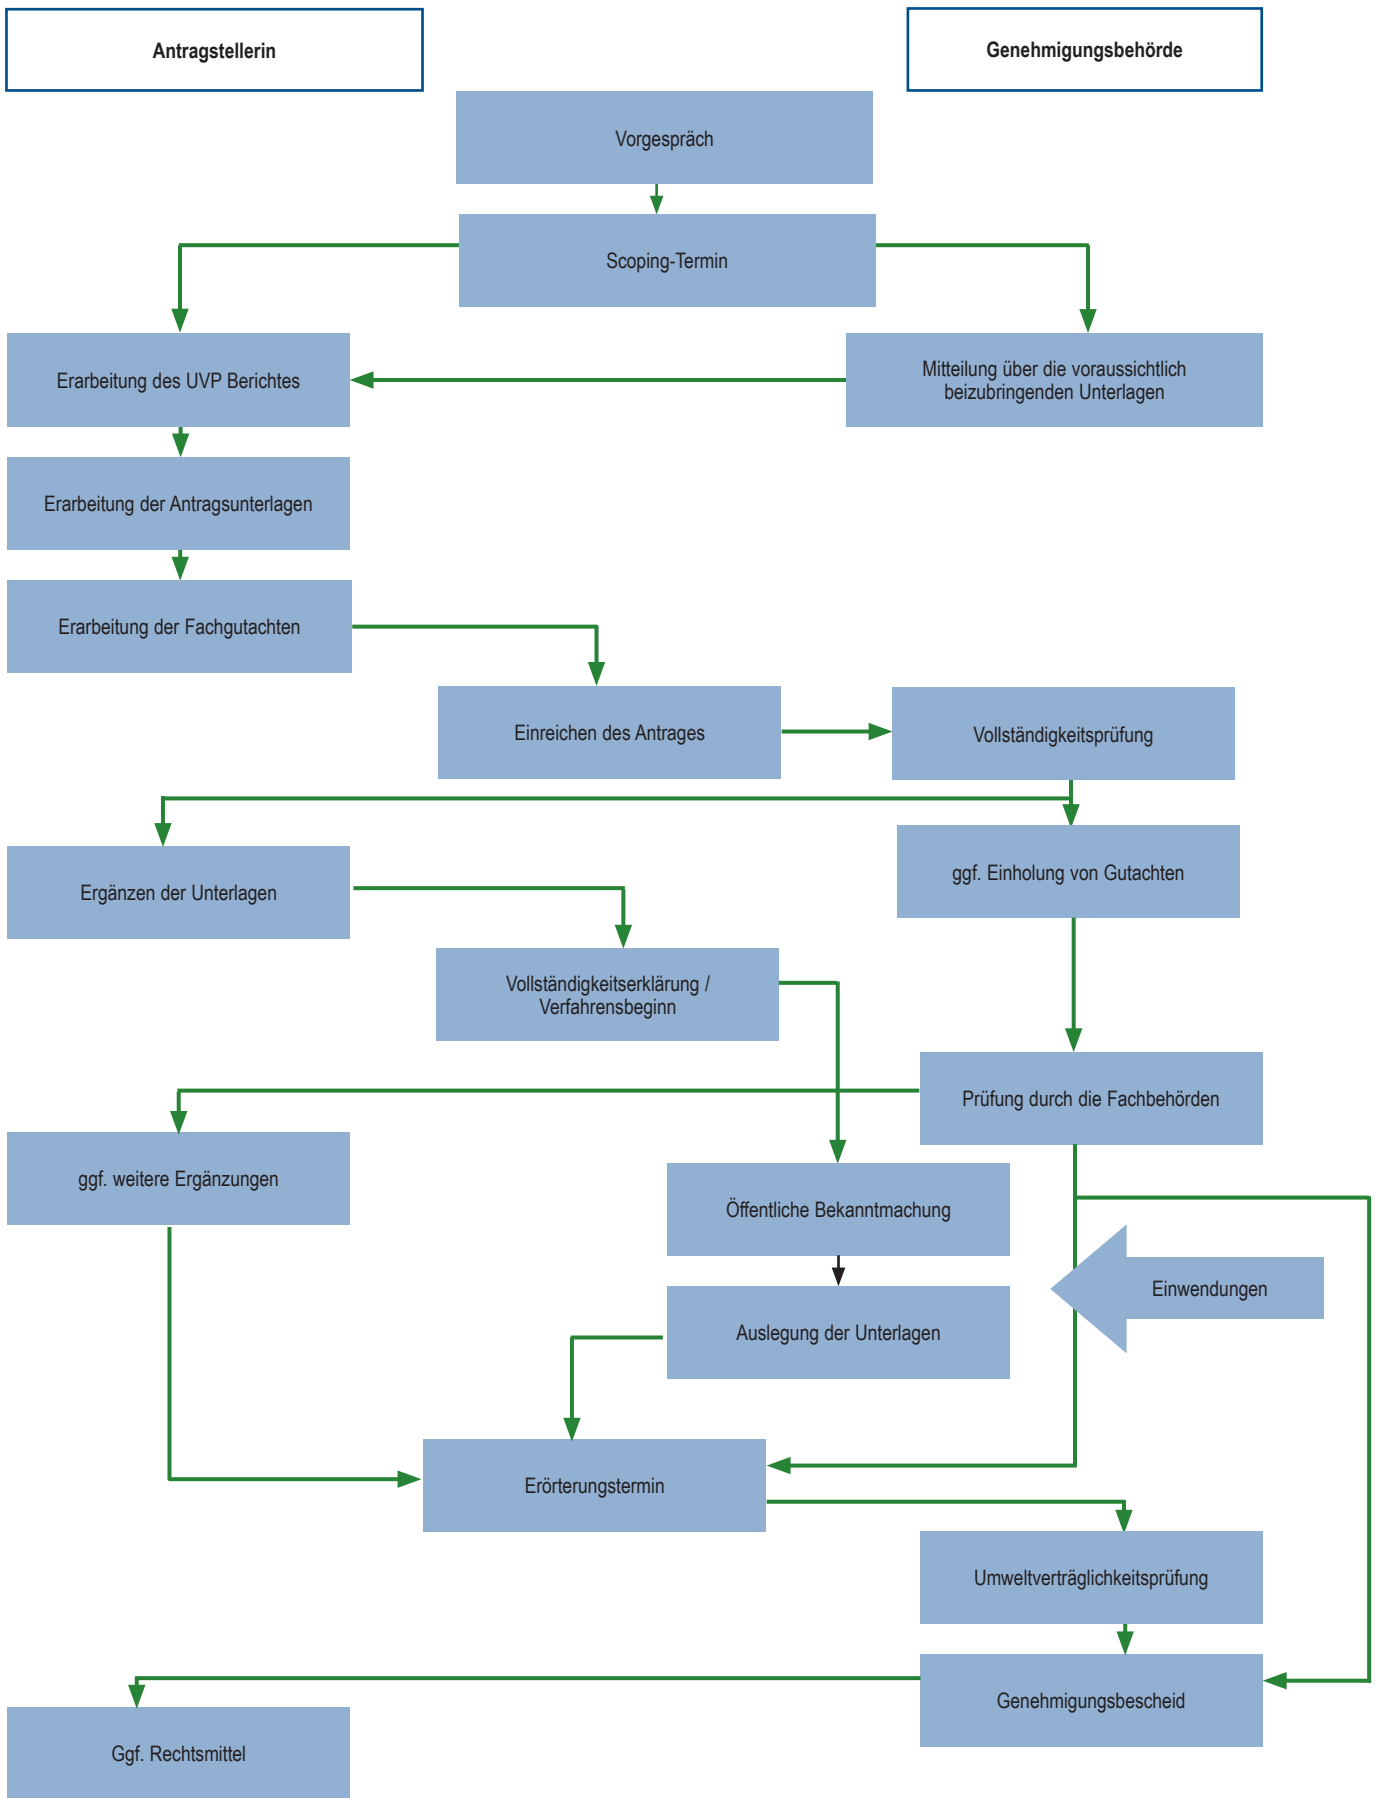 Antragstellerin
Genehmigungsbehörde
Vorgespräch
Scoping-Termin
Erarbeitung des UVP Berichtes
Mitteilung über die voraussichtlich
beizubringenden Unterlagen
Erarbeitung der Antragsunterlagen
Erarbeitung der Fachgutachten
Einreichen des Antrages
Vollständigkeitsprüfung
Ergänzen der Unterlagen
ggf. Einholung von Gutachten
Vollständigkeitserklärung /
Verfahrensbeginn
Prüfung durch die Fachbehörden
ggf. weitere Ergänzungen
Öffentliche Bekanntmachung
Einwendungen
Auslegung der Unterlagen
Erörterungstermin
Umweltverträglichkeitsprüfung
Genehmigungsbescheid
Ggf. Rechtsmittel